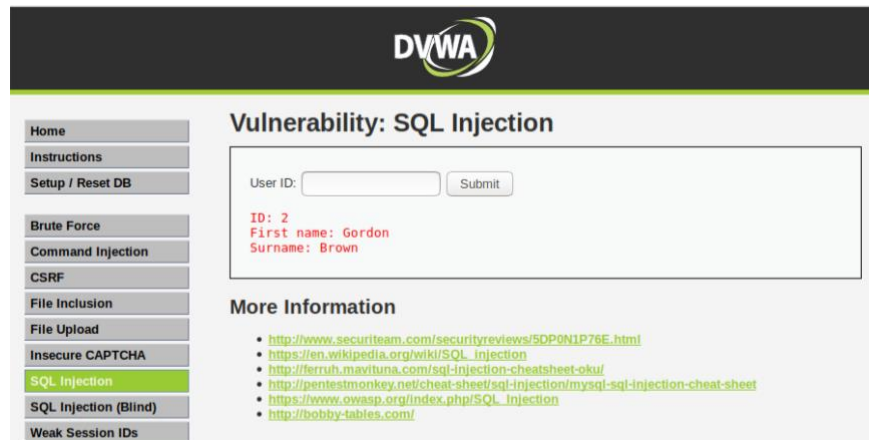 DVWA
Home
Instructions
Setup / Reset DB
Brute Force
Command Injection
CSRF
File Inclusion
File Upload
Insecure CAPTCHA
SQL Injection
SQL Injection (Blind)
Weak Session IDs
Vulnerability: SQL Injection
User ID:
Submit
ID: 2
First name: Gordon
Surname: Brown
More Information
http://www.securiteam.com/securityreviews/5DP0N1P76E.html
https://en.wikipedia.org/wiki/SQL_injection
http://ferruh.mavituna.com/sql-injection-cheatsheet-oku/
http://pentestmonkey.net/cheat-sheet/sql-injection/mysql-sql-injection-cheat-sheet
https://www.owasp.org/index.php/SQL_Injection
http://bobby-tables.com/